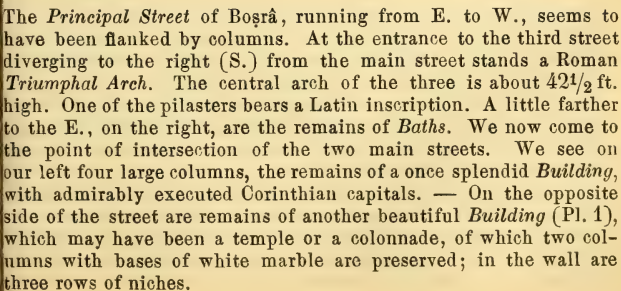 The Principal Street of Boṣrâ, running from E. to W., seems to
have been flanked by columns. At the entrance to the third street
diverging to the right (S.) from the main street stands a Roman
Triumphal Arch. The central arch of the three is about 42½ ft.
high. One of the pilasters bears a Latin inscription. A little farther
to the E., on the right, are the remains of Baths. We now come to
the point of intersection of the two main streets. We see on
our left four large columns, the remains of a once splendid Building,
with admirably executed Corinthian capitals. — On the opposite
side of the street are remains of another beautiful Building (Pl. 1),
which may have been a temple or a colonnade, of which two col-
umns with bases of white marble are preserved; in the wall are
three rows of niches.